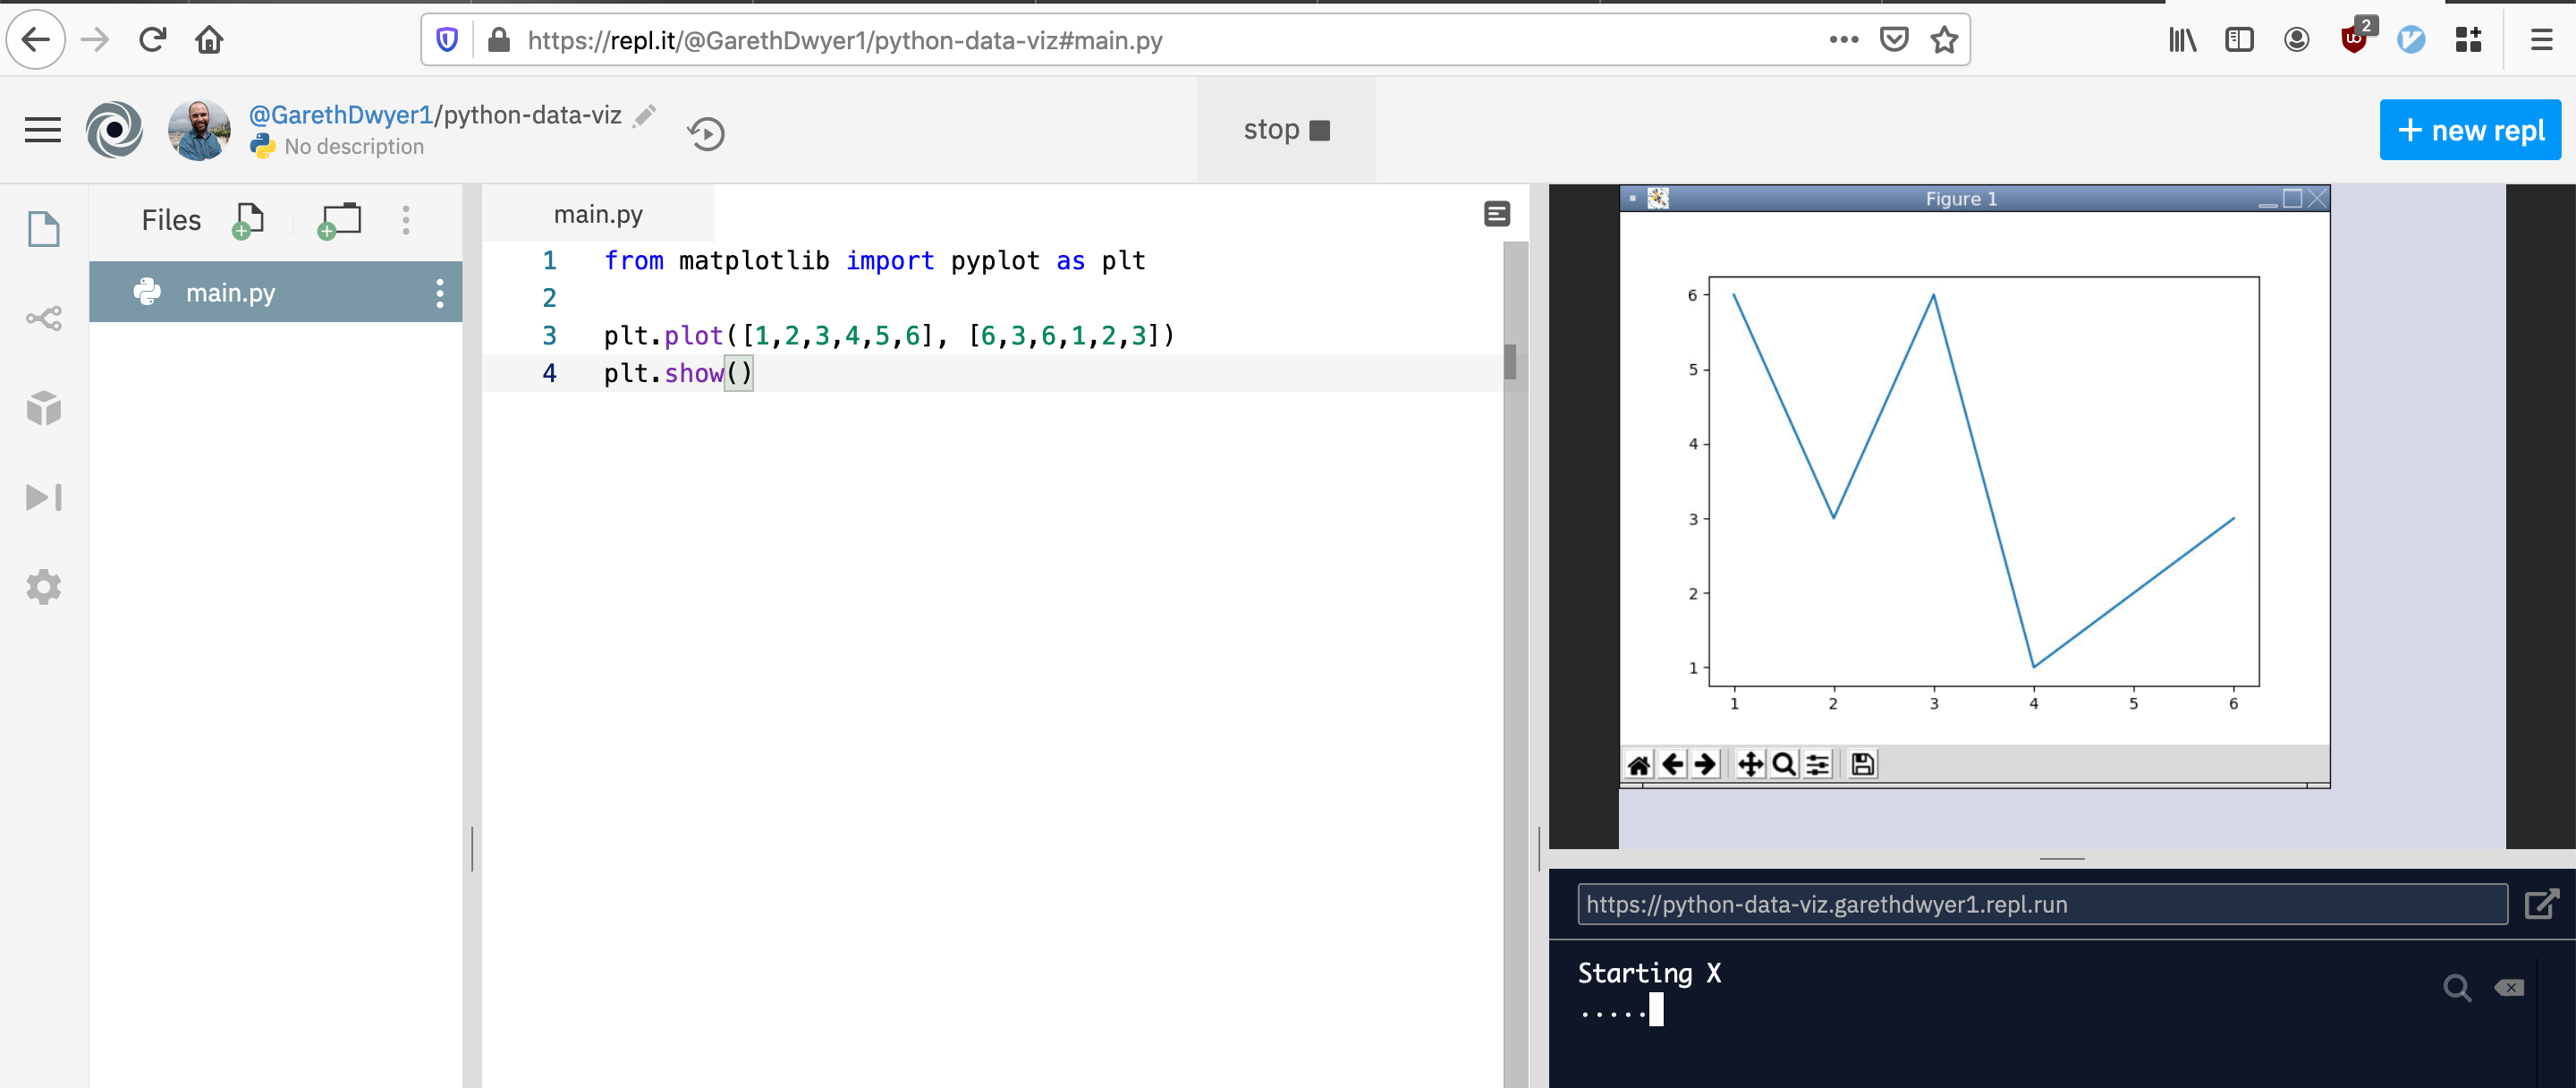 https://repl.it/@GarethDwyer1/python-data-viz#main.py
2
@GarethDwyer1/python-data-viz
No description
stop
+ new repl
Files
main.py
main.py
1 from matplotlib import pyplot as plt
2
3 plt.plot([1,2,3,4,5,6], [6,3,6,1,2,3])
4 plt.show()
Figure 1
6
5
4
3
2
1
1 2 3 4 5 6
https://python-data-viz.garethdwyer1.repl.run
Starting X
.....